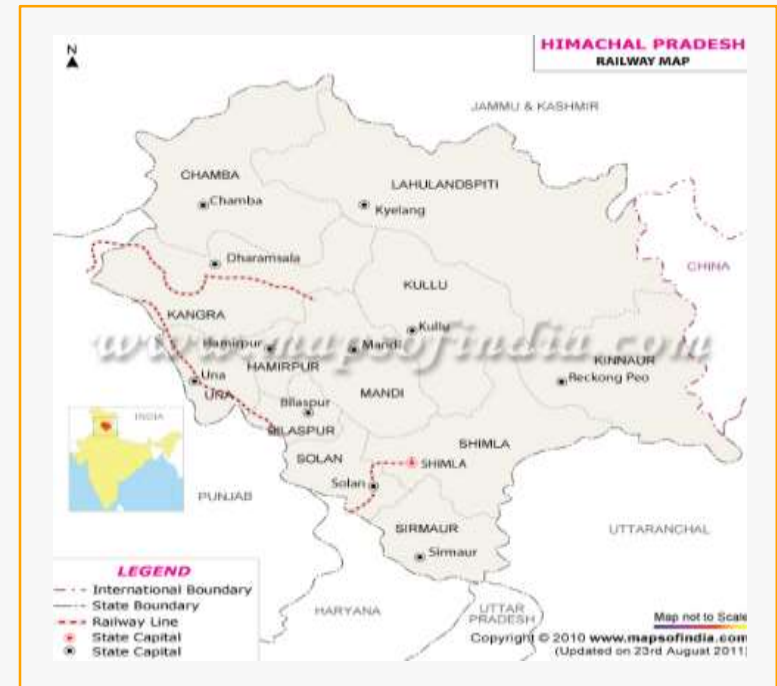 N
HIMACHAL PRADESH
RAILWAY MAP
JAMMU & KASHMIR
CHAMBA
Chamba
LAHULANDSPITI
Kyelang
Dharamsala
CHINA
KULLU
KANGRA
Kullu
www.mapsofindia.com
Hamirpur
Mandi
KINNAUR
HAMIRPUR
Una
Reckong Peo
UNA
MANDI
Bilaspur
INDIA
BILASPUR
SHIMLA
SOLAN
SHIMLA
Solan
PUNJAB
SIRMAUR
UTTARANCHAL
Sirmaur
LEGEND
International Boundary
State Boundary
Railway Line
State Capital
State Capital
HARYANA
UTTAR
PRADESH
Map not to Scale
Copyright © 2010 www.mapsofindia.com
(Updated on 23rd August 2011)